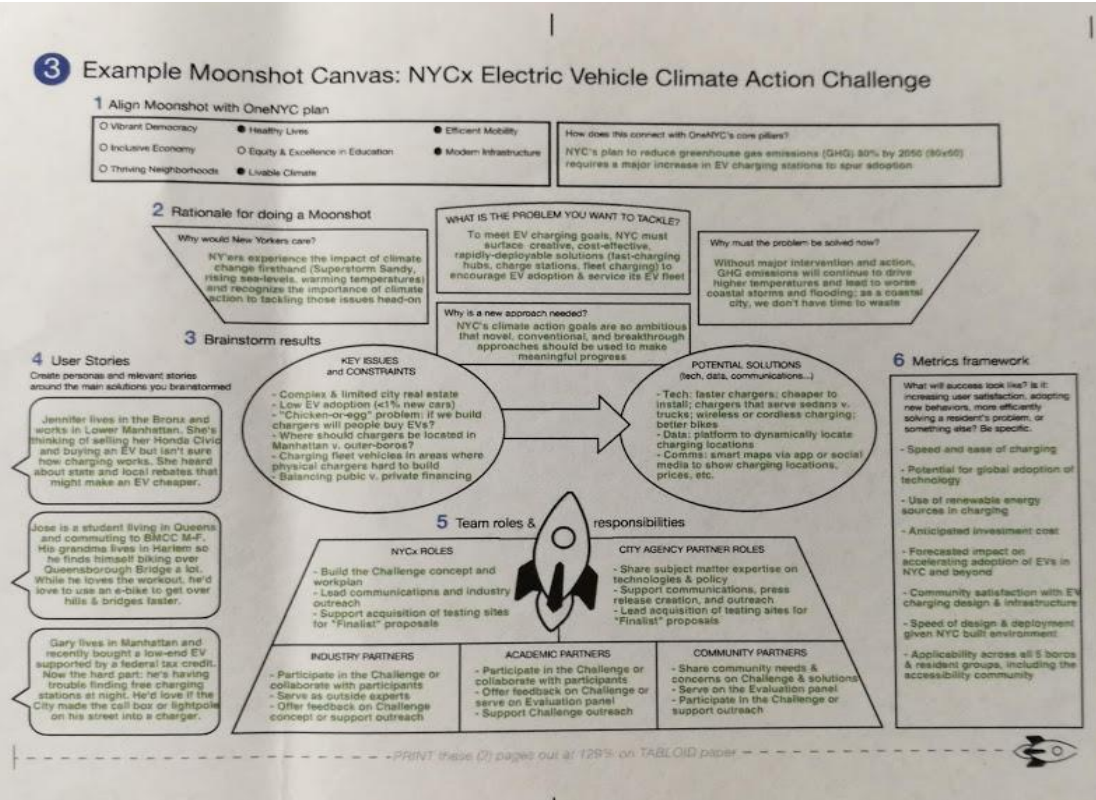 3 Example Moonshot Canvas: NYCx Electric Vehicle Climate Action Challenge
1 Align Moonshot with OneNYC plan
Vibrant Democracy
Inclusive Economy
Thriving Neighborhoods
Healthy Lives
Equity & Excellence in Education
Livable Climate
Efficient Mobility
Modern Infrastructure
How does this connect with OneNYC's core pillars?
NYC's plan to reduce greenhouse gas emissions (GHG) 80% by 2050 (80x50)
requires a major increase in EV charging stations to spur adoption
2 Rationale for doing a Moonshot
Why would New Yorkers care?
NY'ers experience the impact of climate
change firsthand (Superstorm Sandy,
rising sea-levels, warming temperatures)
and recognize the importance of climate
action to tackling those issues head-on
WHAT IS THE PROBLEM YOU WANT TO TACKLE?
To meet EV charging goals, NYC must
surface creative, cost-effective,
rapidly-deployable solutions (fast-charging
hubs, charge stations, fleet charging) to
encourage EV adoption & service its EV fleet
Why is a new approach needed?
NYC's climate action goals are so ambitious
that novel, conventional, and breakthrough
approaches should be used to make
meaningful progress
Why must the problem be solved now?
Without major intervention and action,
GHG emissions will continue to drive
higher temperatures and lead to worse
coastal storms and flooding; as a coastal
city, we don't have time to waste
3 Brainstorm results
KEY ISSUES
and CONSTRAINTS
- Complex & limited city real estate
- Low EV adoption (<1% new cars)
- "Chicken-or-egg" problem: if we build
chargers will people buy EVs?
- Where should chargers be located in
Manhattan v. outer-boros?
- Charging fleet vehicles in areas where
physical chargers hard to build
- Balancing pubic v. private financing
POTENTIAL SOLUTIONS
(tech, data, communications...)
- Tech: faster chargers; cheaper to
install; chargers that serve sedans v.
trucks; wireless or cordless charging;
better bikes
- Data: platform to dynamically locate
charging locations
- Comms: smart maps via app or social
media to show charging locations,
prices, etc.
4 User Stories
Create personas and relevant stories
around the main solutions you brainstormed
Jennifer lives in the Bronx and
works in Lower Manhattan. She's
thinking of selling her Honda Civic
and buying an EV but isn't sure
how charging works. She heard
about state and local rebates that
might make an EV cheaper.
Jose is a student living in Queens
and commuting to BMCC M-F.
His grandma lives in Harlem so
he finds himself biking over
Queensborough Bridge a lot.
While he loves the workout, he'd
love to use an e-bike to get over
hills & bridges faster.
Gary lives in Manhattan and
recently bought a low-end EV
supported by a federal tax credit.
Now the hard part: he's having
trouble finding free charging
stations at night. He'd love if the
City made the call box or lightpole
on his street into a charger.
5 Team roles & responsibilities
NYCx ROLES
- Build the Challenge concept and
workplan
- Lead communications and industry
outreach
- Support acquisition of testing sites
for "Finalist" proposals
CITY AGENCY PARTNER ROLES
- Share subject matter expertise on
technologies & policy
- Support communications, press
release creation, and outreach
- Lead acquisition of testing sites for
"Finalist" proposals
INDUSTRY PARTNERS
- Participate in the Challenge or
collaborate with participants
- Serve as outside experts
- Offer feedback on Challenge
concept or support outreach
ACADEMIC PARTNERS
- Participate in the Challenge or
collaborate with participants
- Offer feedback on Challenge or
serve on Evaluation panel
- Support Challenge outreach
COMMUNITY PARTNERS
- Share community needs &
concerns on Challenge & solutions
- Serve on the Evaluation panel
- Participate in the Challenge or
support outreach
6 Metrics framework
What will success look like? Is it:
increasing user satisfaction, adopting
new behaviors, more efficiently
solving a resident's problem, or
something else? Be specific.
- Speed and ease of charging
- Potential for global adoption of
technology
- Use of renewable energy
sources in charging
- Anticipated investment cost
- Forecasted impact on
accelerating adoption of EVs in
NYC and beyond
- Community satisfaction with EV
charging design & infrastructure
- Speed of design & deployment
given NYC built environment
- Applicability across all 5 boros
& resident groups, including the
accessibility community
PRINT these (2) pages out at 129% on TABLOID paper